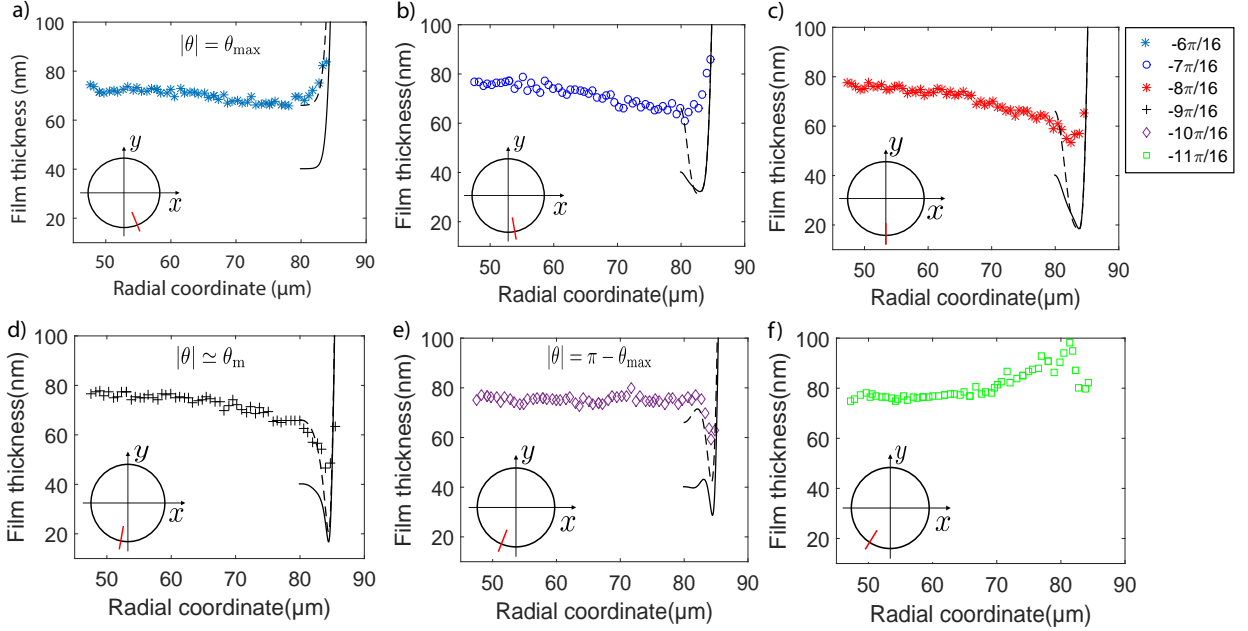 a)
|θ| = θmax
Film thickness (nm)
100
80
60
40
20
y
x
50 60 70 80 90
Radial coordinate (μm)
b)
Film thickness(nm)
100
80
60
40
20
y
x
50 60 70 80 90
Radial coordinate(μm)
c)
Film thickness(nm)
100
80
60
40
20
y
x
50 60 70 80 90
Radial coordinate(μm)
-6π/16
-7π/16
-8π/16
-9π/16
-10π/16
-11π/16
d)
|θ| ≃ θm
Film thickness(nm)
100
80
60
40
20
y
x
50 60 70 80 90
Radial coordinate(μm)
e)
|θ| = π − θmax
Film thickness(nm)
100
80
60
40
20
y
x
50 60 70 80 90
Radial coordinate(μm)
f)
Film thickness(nm)
100
80
60
40
20
y
x
50 60 70 80 90
Radial coordinate(μm)